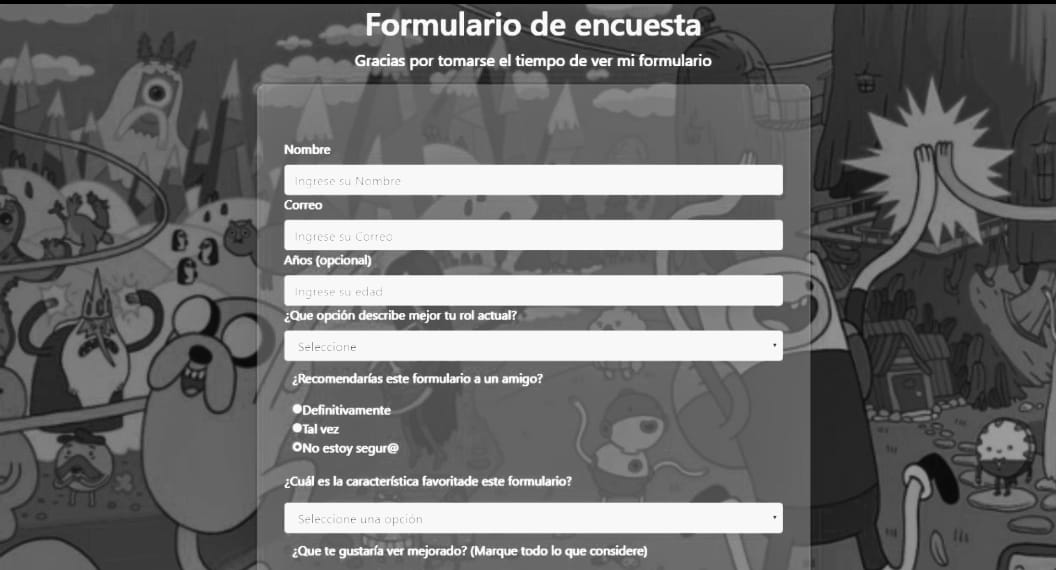 Formulario de encuesta
Gracias por tomarse el tiempo de ver mi formulario
Nombre
Ingrese su Nombre
Correo
Ingrese su Correo
Años (opcional)
Ingrese su edad
¿Que opción describe mejor tu rol actual?
Seleccione
¿Recomendarías este formulario a un amigo?
Definitivamente
Tal vez
No estoy segur@
¿Cuál es la característica favoritade este formulario?
Seleccione una opción
¿Que te gustaría ver mejorado? (Marque todo lo que considere)